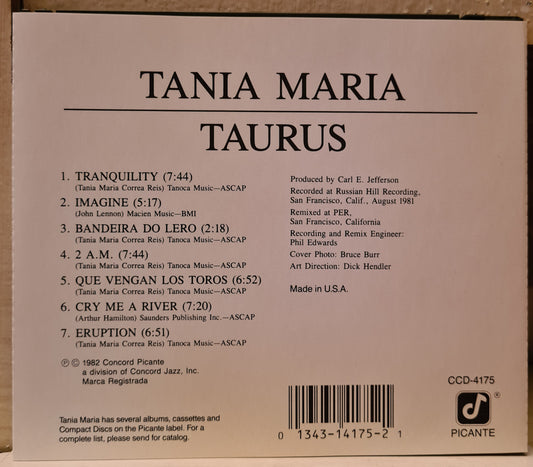 TANIA MARIA
TAURUS
1. TRANQUILITY (7:44)
(Tania Maria Correa Reis) Tanoca Music—ASCAP
2. IMAGINE (5:17)
(John Lennon) Macien Music—BMI
3. BANDEIRA DO LERO (2:18)
(Tania Maria Correa Reis) Tanoca Music—ASCAP
4. 2 A.M. (7:44)
(Tania Maria Correa Reis) Tanoca Music—ASCAP
5. QUE VENGAN LOS TOROS (6:52)
(Tania Maria Correa Reis) Tanoca Music—ASCAP
6. CRY ME A RIVER (7:20)
(Arthur Hamilton) Saunders Publishing Inc.—ASCAP
7. ERUPTION (6:51)
(Tania Maria Correa Reis) Tanoca Music—ASCAP
℗ © 1982 Concord Picante
a division of Concord Jazz, Inc.
Marca Registrada
Tania Maria has several albums, cassettes and
Compact Discs on the Picante label. For a
complete list, please send for catalog.
Produced by Carl E. Jefferson
Recorded at Russian Hill Recording,
San Francisco, Calif., August 1981
Remixed at PER,
San Francisco, California
Recording and Remix Engineer:
Phil Edwards
Cover Photo: Bruce Burr
Art Direction: Dick Hendler
Made in U.S.A.
0 1343-14175-2 1
CCD-4175
®
PICANTE